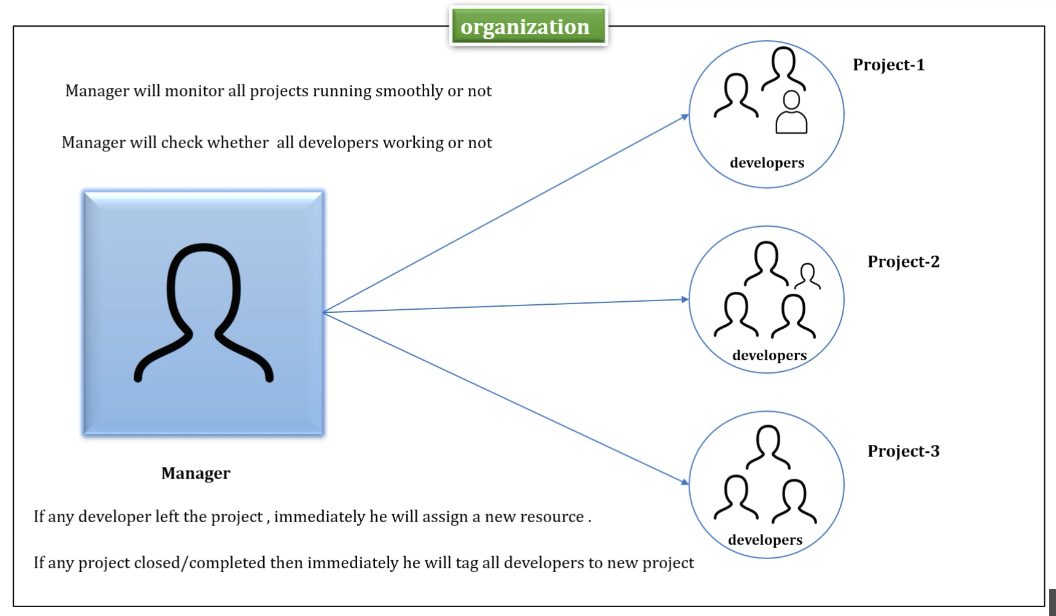 organization
Manager will monitor all projects running smoothly or not
Manager will check whether all developers working or not
Manager
If any developer left the project , immediately he will assign a new resource .
If any project closed/completed then immediately he will tag all developers to new project
Project-1
developers
Project-2
developers
Project-3
developers